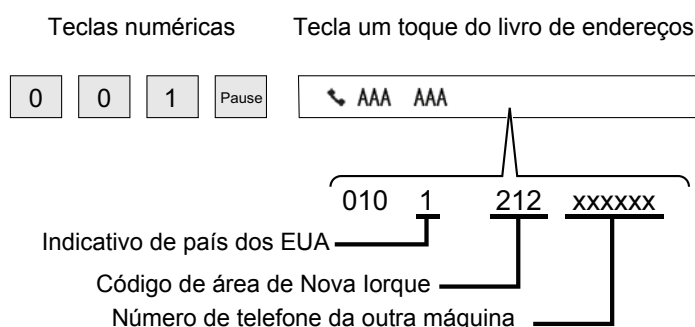 Teclas numéricas Tecla um toque do livro de endereços
0 0 1 Pause AAA AAA
010 1 212 xxxxxx
Indicativo de país dos EUA
Código de área de Nova Iorque
Número de telefone da outra máquina